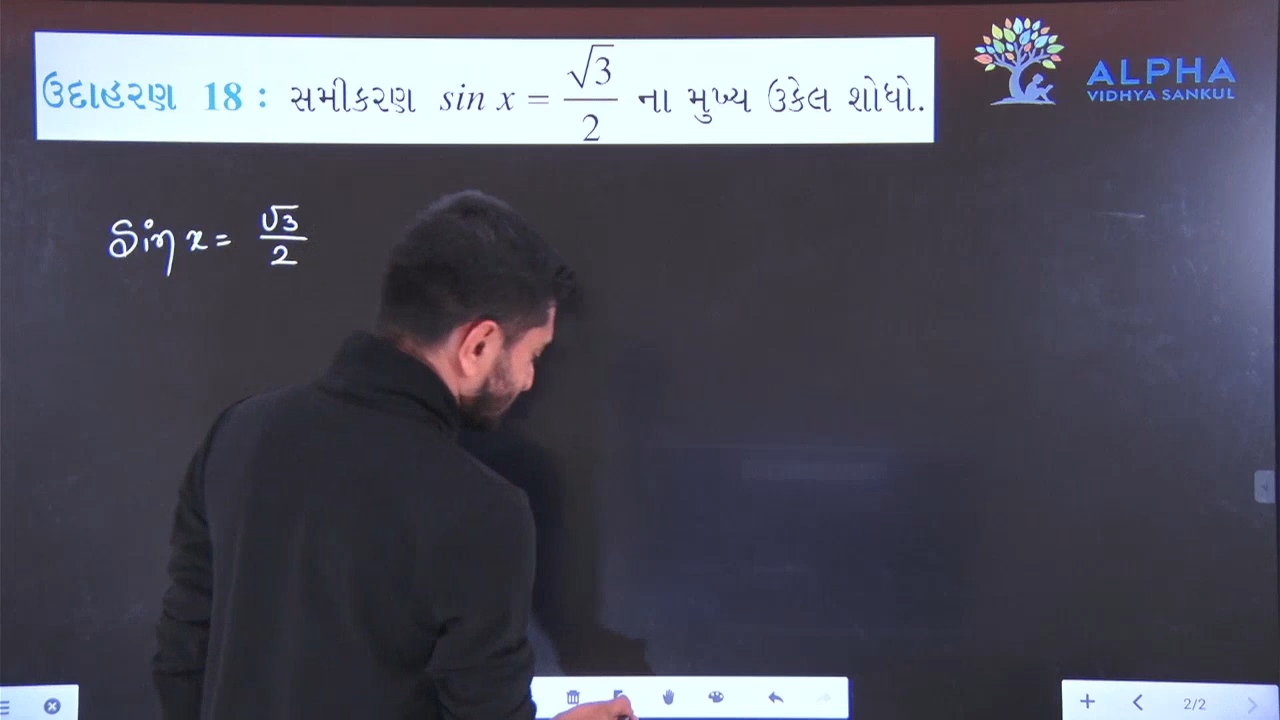 ઉદાહરણ 18 : સમીકરણ sin x = √3/2 ના મુખ્ય ઉકેલ શોધો.
ALPHA
VIDHYA SANKUL
Sin x = √3/2
2/2